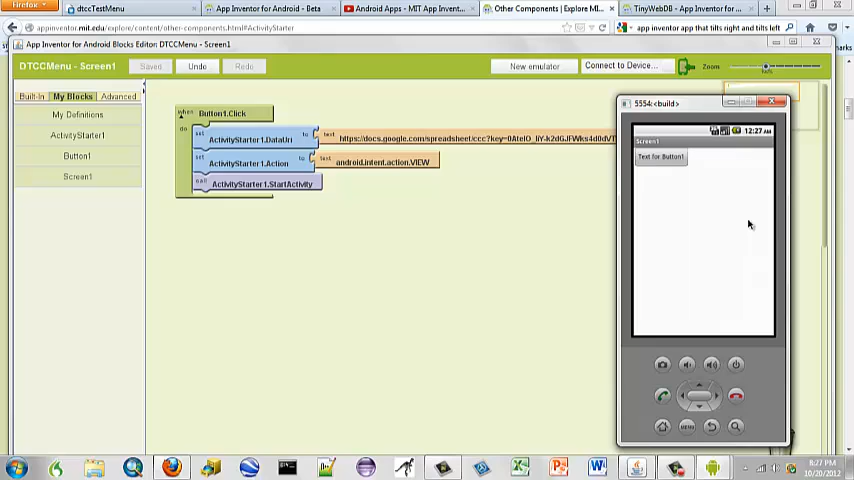 Firefox
dtccTestMenu
App Inventor for Android - Beta
Android Apps - MIT App Invent...
Other Components | Explore MI...
TinyWebDB - App Inventor for ...
appinventor.mit.edu/explore/content/other-components.html#ActivityStarter
app inventor app that tilts right and tilts left
App Inventor for Android Blocks Editor: DTCCMenu - Screen1
DTCCMenu - Screen1
Saved
Undo
Redo
New emulator
Connect to Device...
Zoom
Built-In
My Blocks
Advanced
My Definitions
ActivityStarter1
Button1
Screen1
when
Button1.Click
do
set
ActivityStarter1.DataUri
to
text
set
ActivityStarter1.Action
to
text
android.intent.action.VIEW
call
ActivityStarter1.StartActivity
5554:<build>
12:27 AM
Screen1
Text for Button1
MENU
8:27 PM
10/20/2012